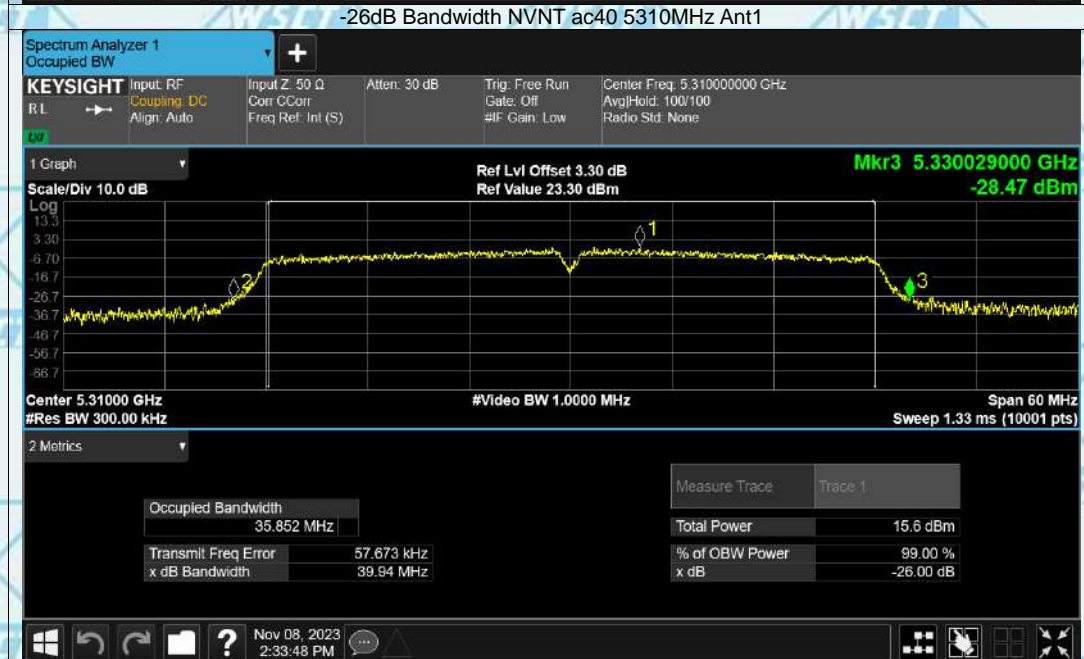 -26dB Bandwidth NVNT ac40 5310MHz Ant1
Spectrum Analyzer 1
Occupied BW
+
KEYSIGHT Input: RF Input Z: 50 Ω Atten: 30 dB Trig: Free Run Center Freq: 5.310000000 GHz
R L Coupling: DC Corr CCorr Gate: Off Avg|Hold: 100/100
Align: Auto Freq Ref: Int (S) #IF Gain: Low Radio Std: None
LXI
1 Graph Ref Lvl Offset 3.30 dB Mkr3 5.330029000 GHz
Scale/Div 10.0 dB Ref Value 23.30 dBm -28.47 dBm
Log
13.3
3.30
-6.70
-16.7
-26.7
-36.7
-46.7
-56.7
-66.7
1
2
3
Center 5.31000 GHz #Video BW 1.0000 MHz Span 60 MHz
#Res BW 300.00 kHz Sweep 1.33 ms (10001 pts)
2 Metrics
Measure Trace Trace 1
Occupied Bandwidth
35.852 MHz Total Power 15.6 dBm
Transmit Freq Error 57.673 kHz % of OBW Power 99.00 %
x dB Bandwidth 39.94 MHz x dB -26.00 dB
? Nov 08, 2023
2:33:48 PM